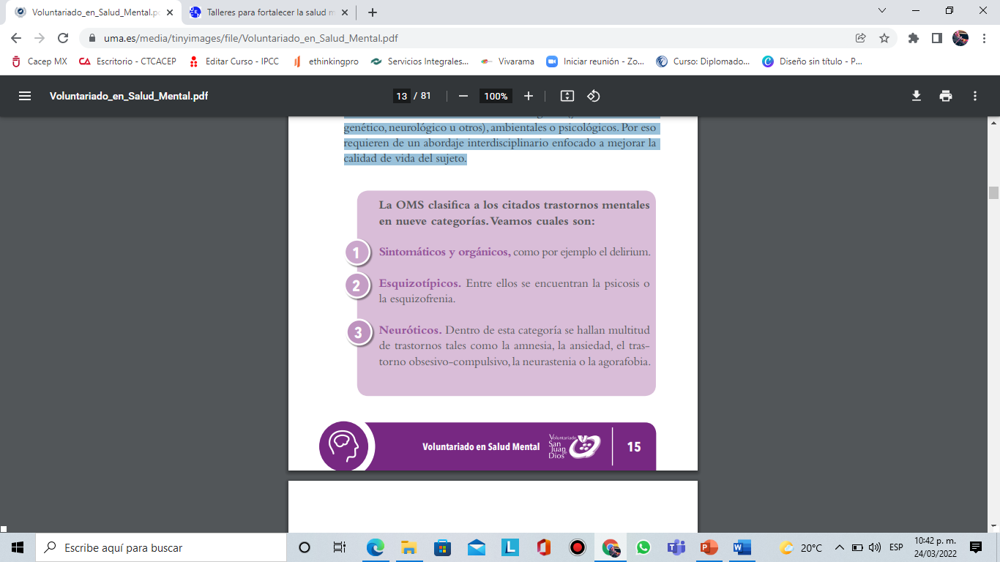 Voluntariado_en_Salud_Mental.pd
Talleres para fortalecer la salud m
uma.es/media/tinyimages/file/Voluntariado_en_Salud_Mental.pdf
Cacep MX
CA Escritorio - CTCACEP
Editar Curso - IPCC
ethinkingpro
Servicios Integrales...
Vivarama
Iniciar reunión - Zo...
Curso: Diplomado...
Diseño sin título - P...
Voluntariado_en_Salud_Mental.pdf
13 / 81
100%
genético, neurológico u otros), ambientales o psicológicos. Por eso
requieren de un abordaje interdisciplinario enfocado a mejorar la
calidad de vida del sujeto.
La OMS clasifica a los citados trastornos mentales
en nueve categorías. Veamos cuales son:
1 Sintomáticos y orgánicos, como por ejemplo el delirium.
2 Esquizotípicos. Entre ellos se encuentran la psicosis o
la esquizofrenia.
3 Neuróticos. Dentro de esta categoría se hallan multitud
de trastornos tales como la amnesia, la ansiedad, el tras-
torno obsesivo-compulsivo, la neurastenia o la agorafobia.
Voluntariado en Salud Mental
Voluntariado
San
Juan de
Dios
15
Escribe aquí para buscar
20°C
ESP
10:42 p. m.
24/03/2022